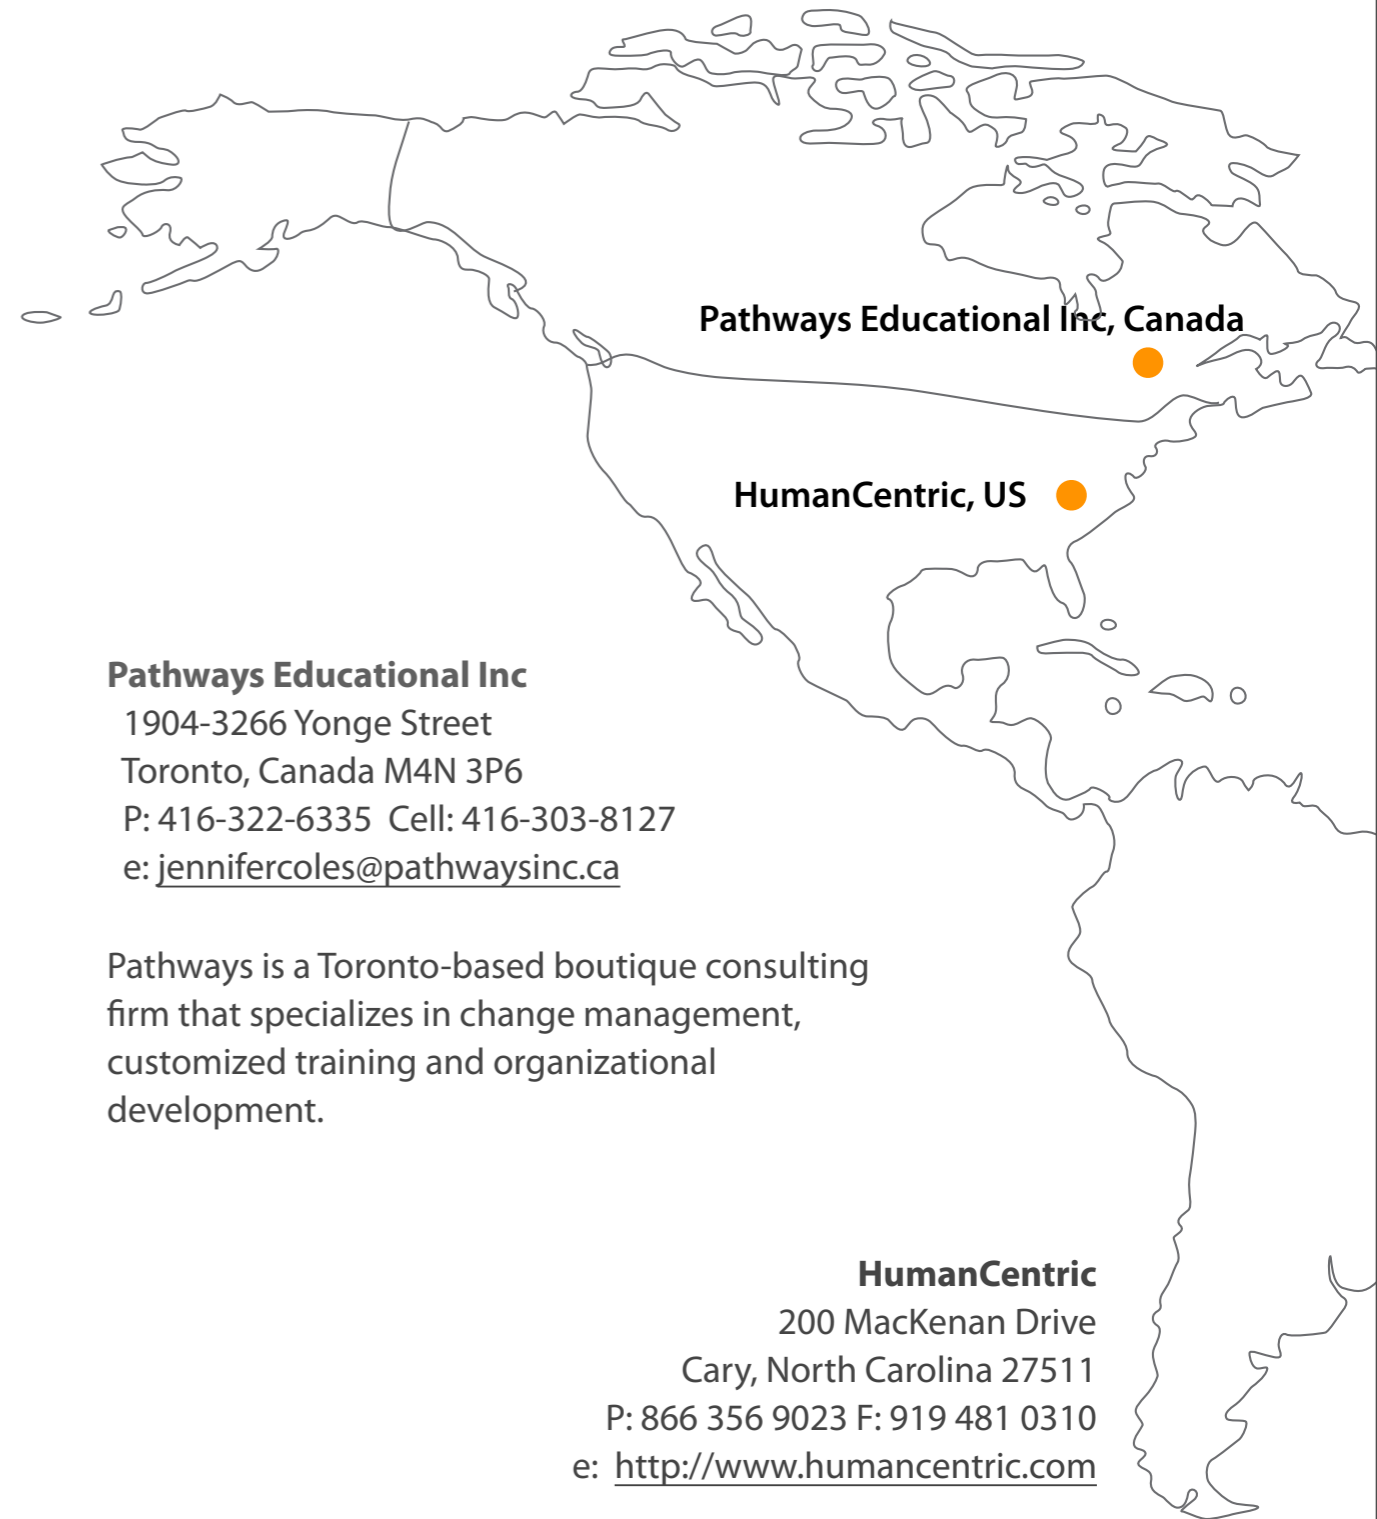 Pathways Educational Inc, Canada
HumanCentric, US
Pathways Educational Inc
1904-3266 Yonge Street
Toronto, Canada M4N 3P6
P: 416-322-6335  Cell: 416-303-8127
e: jennifercoles@pathwaysinc.ca
Pathways is a Toronto-based boutique consulting
firm that specializes in change management,
customized training and organizational
development.
HumanCentric
200 MacKenan Drive
Cary, North Carolina 27511
P: 866 356 9023 F: 919 481 0310
e:  http://www.humancentric.com